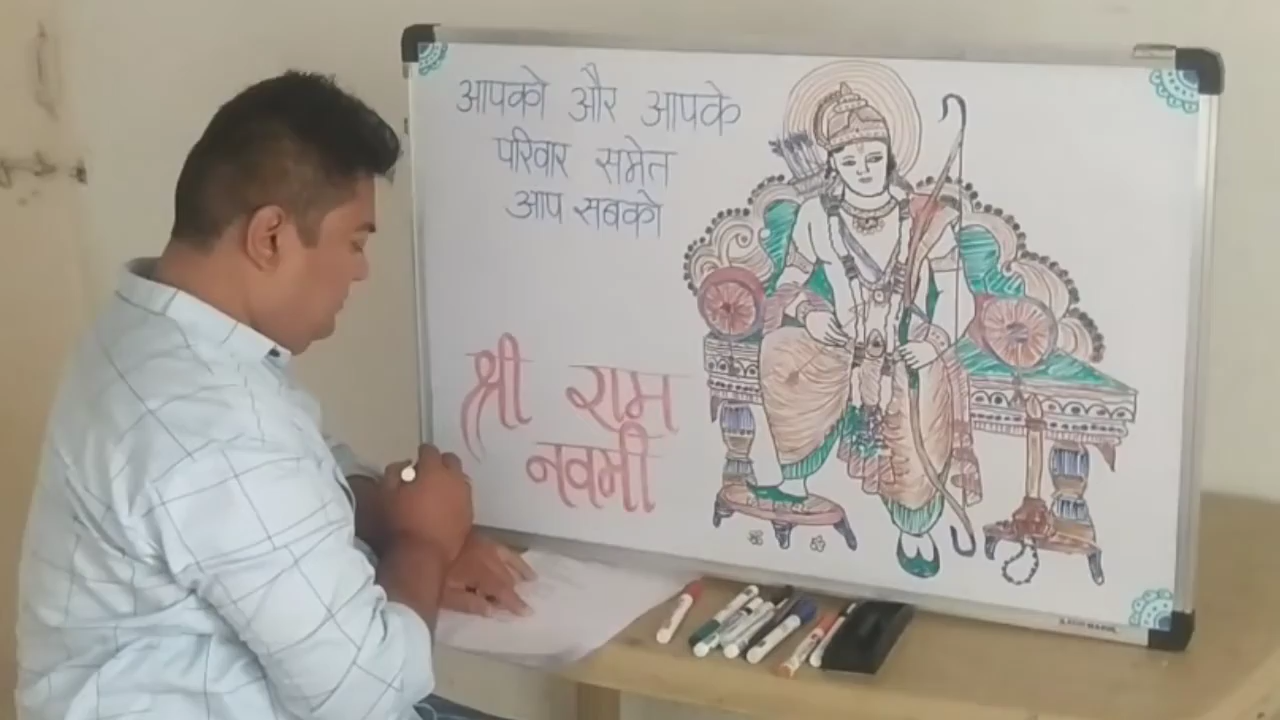 आपको और आपके
परिवार समेत
आप सबको
श्री राम
नवमी